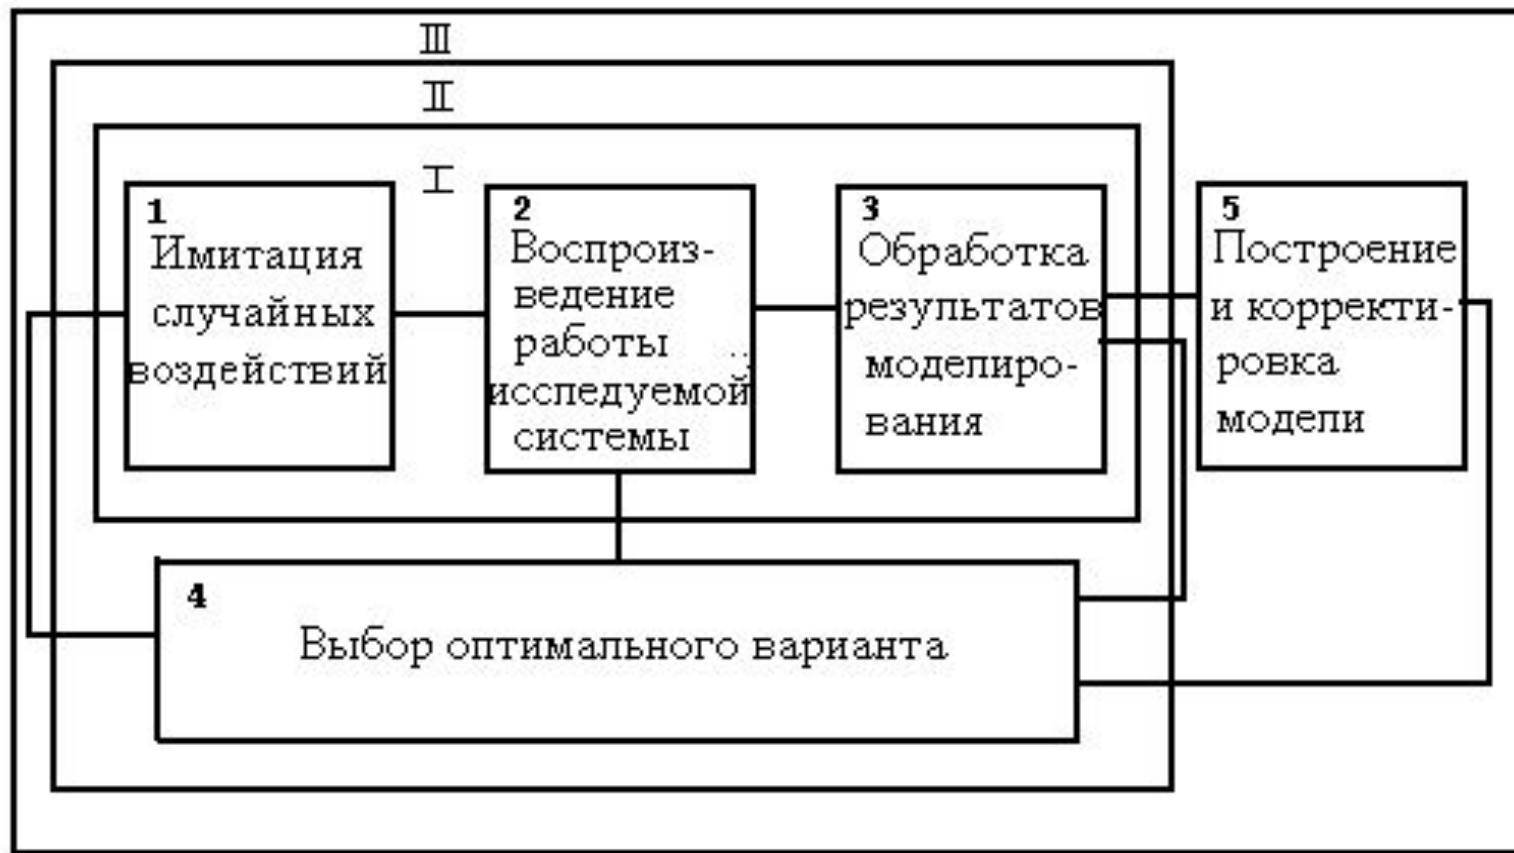 III
II
I
1
Имитация
случайных
воздействий
2
Воспроиз-
ведение
работы
исследуемой
системы
3
Обработка
результатов
моделиро-
вания
5
Построение
и корректи-
ровка
модели
4
Выбор оптимального варианта